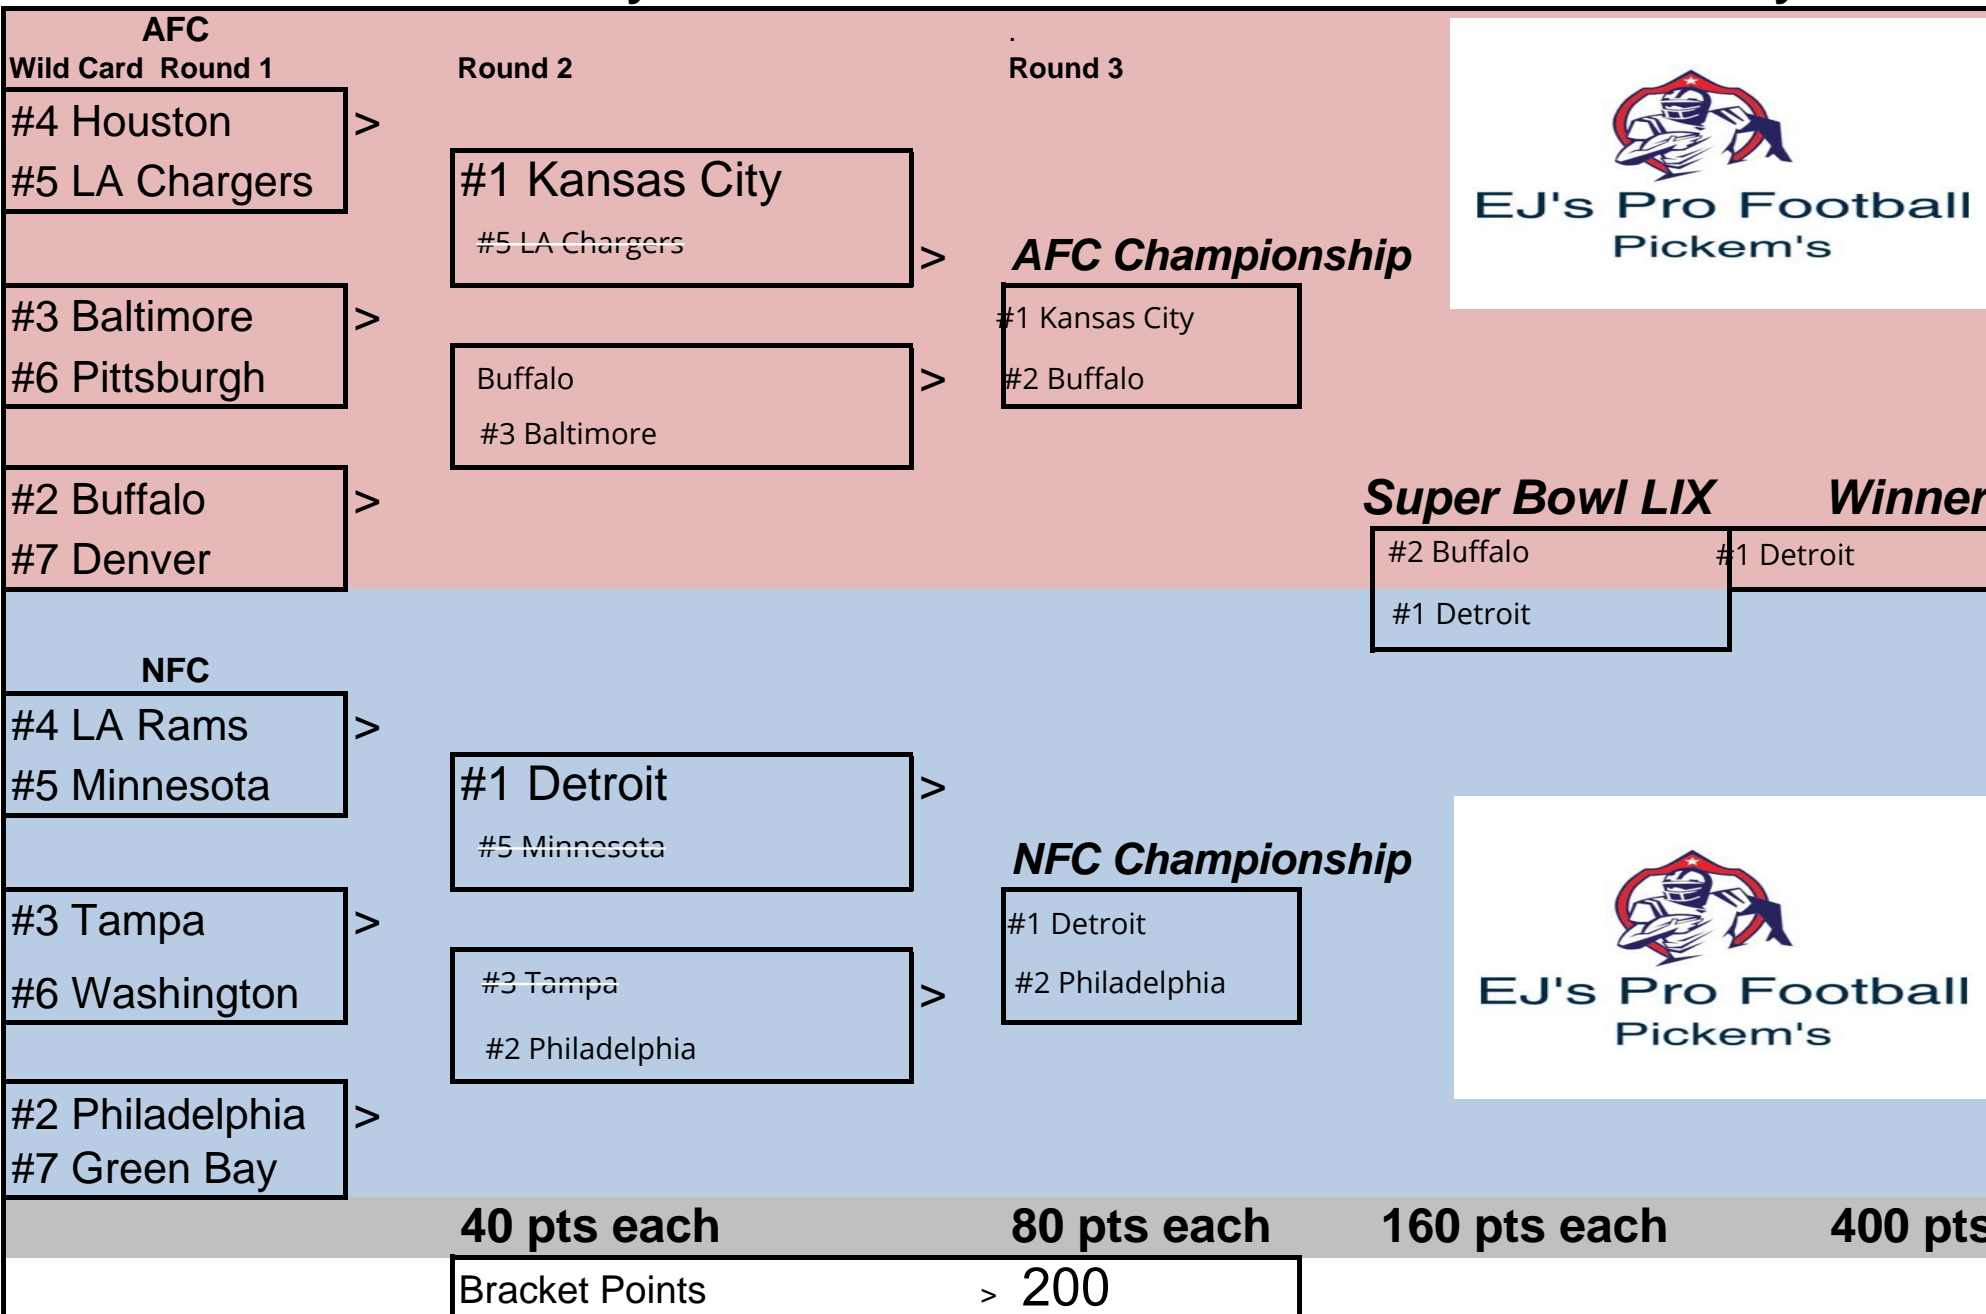 AFC
.
Wild Card  Round 1
Round 2
Round 3
#4 Houston >
#5 LA Chargers
#1 Kansas City
#5 LA Chargers >
AFC Championship
EJ's Pro Football
Pickem's
#3 Baltimore >
#6 Pittsburgh
Buffalo >
#3 Baltimore
#1 Kansas City
#2 Buffalo
#2 Buffalo >
#7 Denver
Super Bowl LIX
Winner
#2 Buffalo
#1 Detroit
#1 Detroit
NFC
#4 LA Rams >
#5 Minnesota
#1 Detroit >
#5 Minnesota
NFC Championship
#3 Tampa >
#6 Washington
#3 Tampa >
#2 Philadelphia
#1 Detroit
#2 Philadelphia
EJ's Pro Football
Pickem's
#2 Philadelphia >
#7 Green Bay
40 pts each
80 pts each
160 pts each
400 pts
Bracket Points > 200